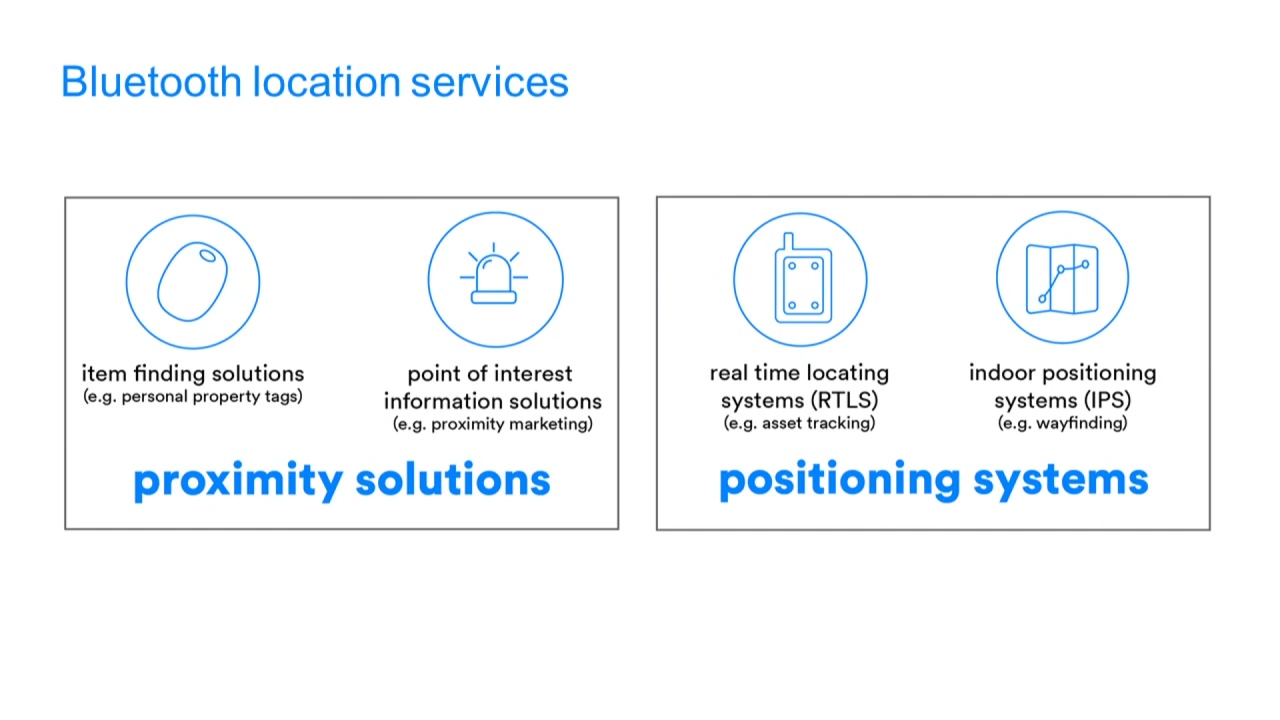 Bluetooth location services
item finding solutions
(e.g. personal property tags)
point of interest
information solutions
(e.g. proximity marketing)
proximity solutions
real time locating
systems (RTLS)
(e.g. asset tracking)
indoor positioning
systems (IPS)
(e.g. wayfinding)
positioning systems